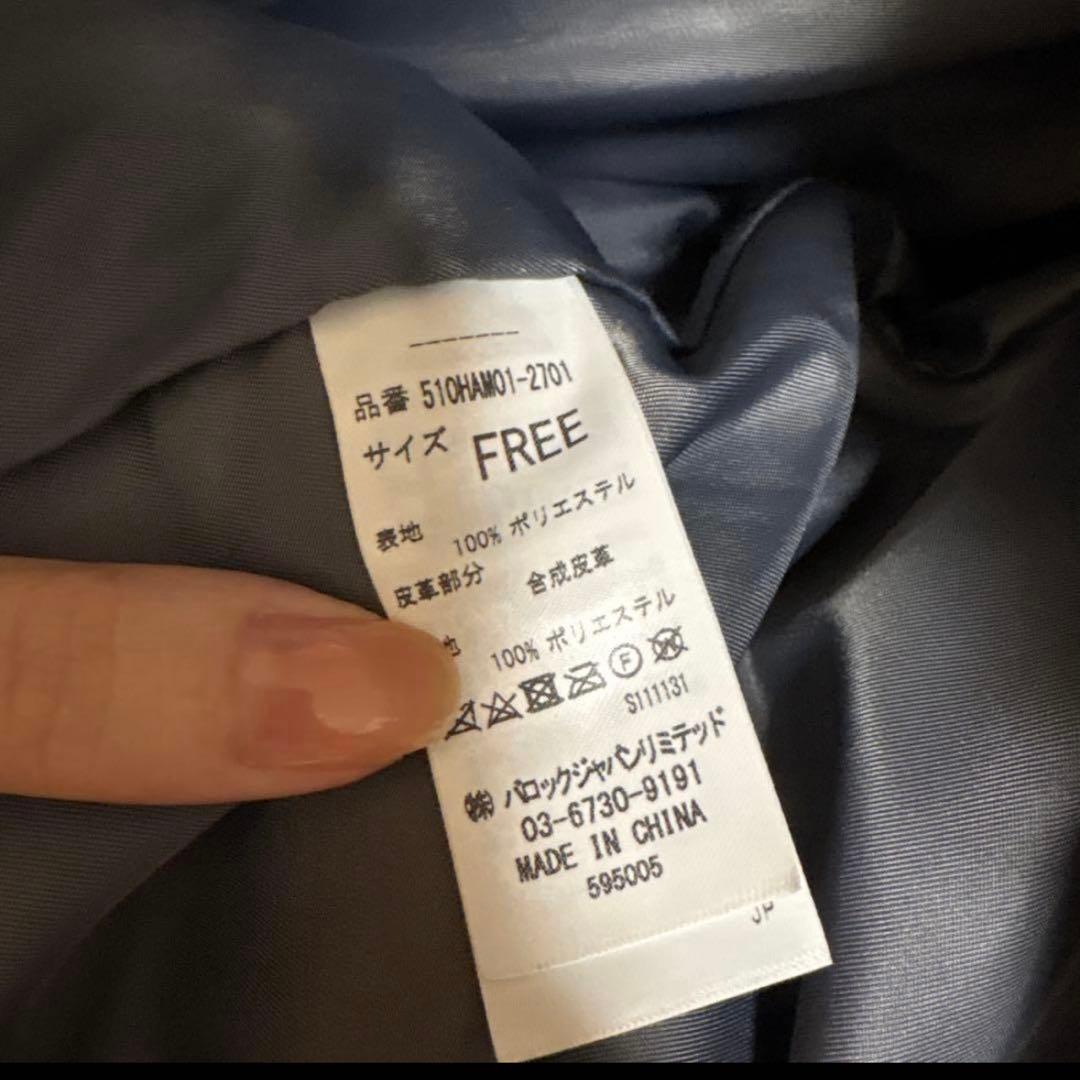 品番 510HAM01-2701
サイズ FREE
表地 100% ポリエステル
皮革部分 合成皮革
100% ポリエステル
F W
S111131
㈱ バロックジャパンリミテッド
03-6730-9191
MADE IN CHINA
595005
JP